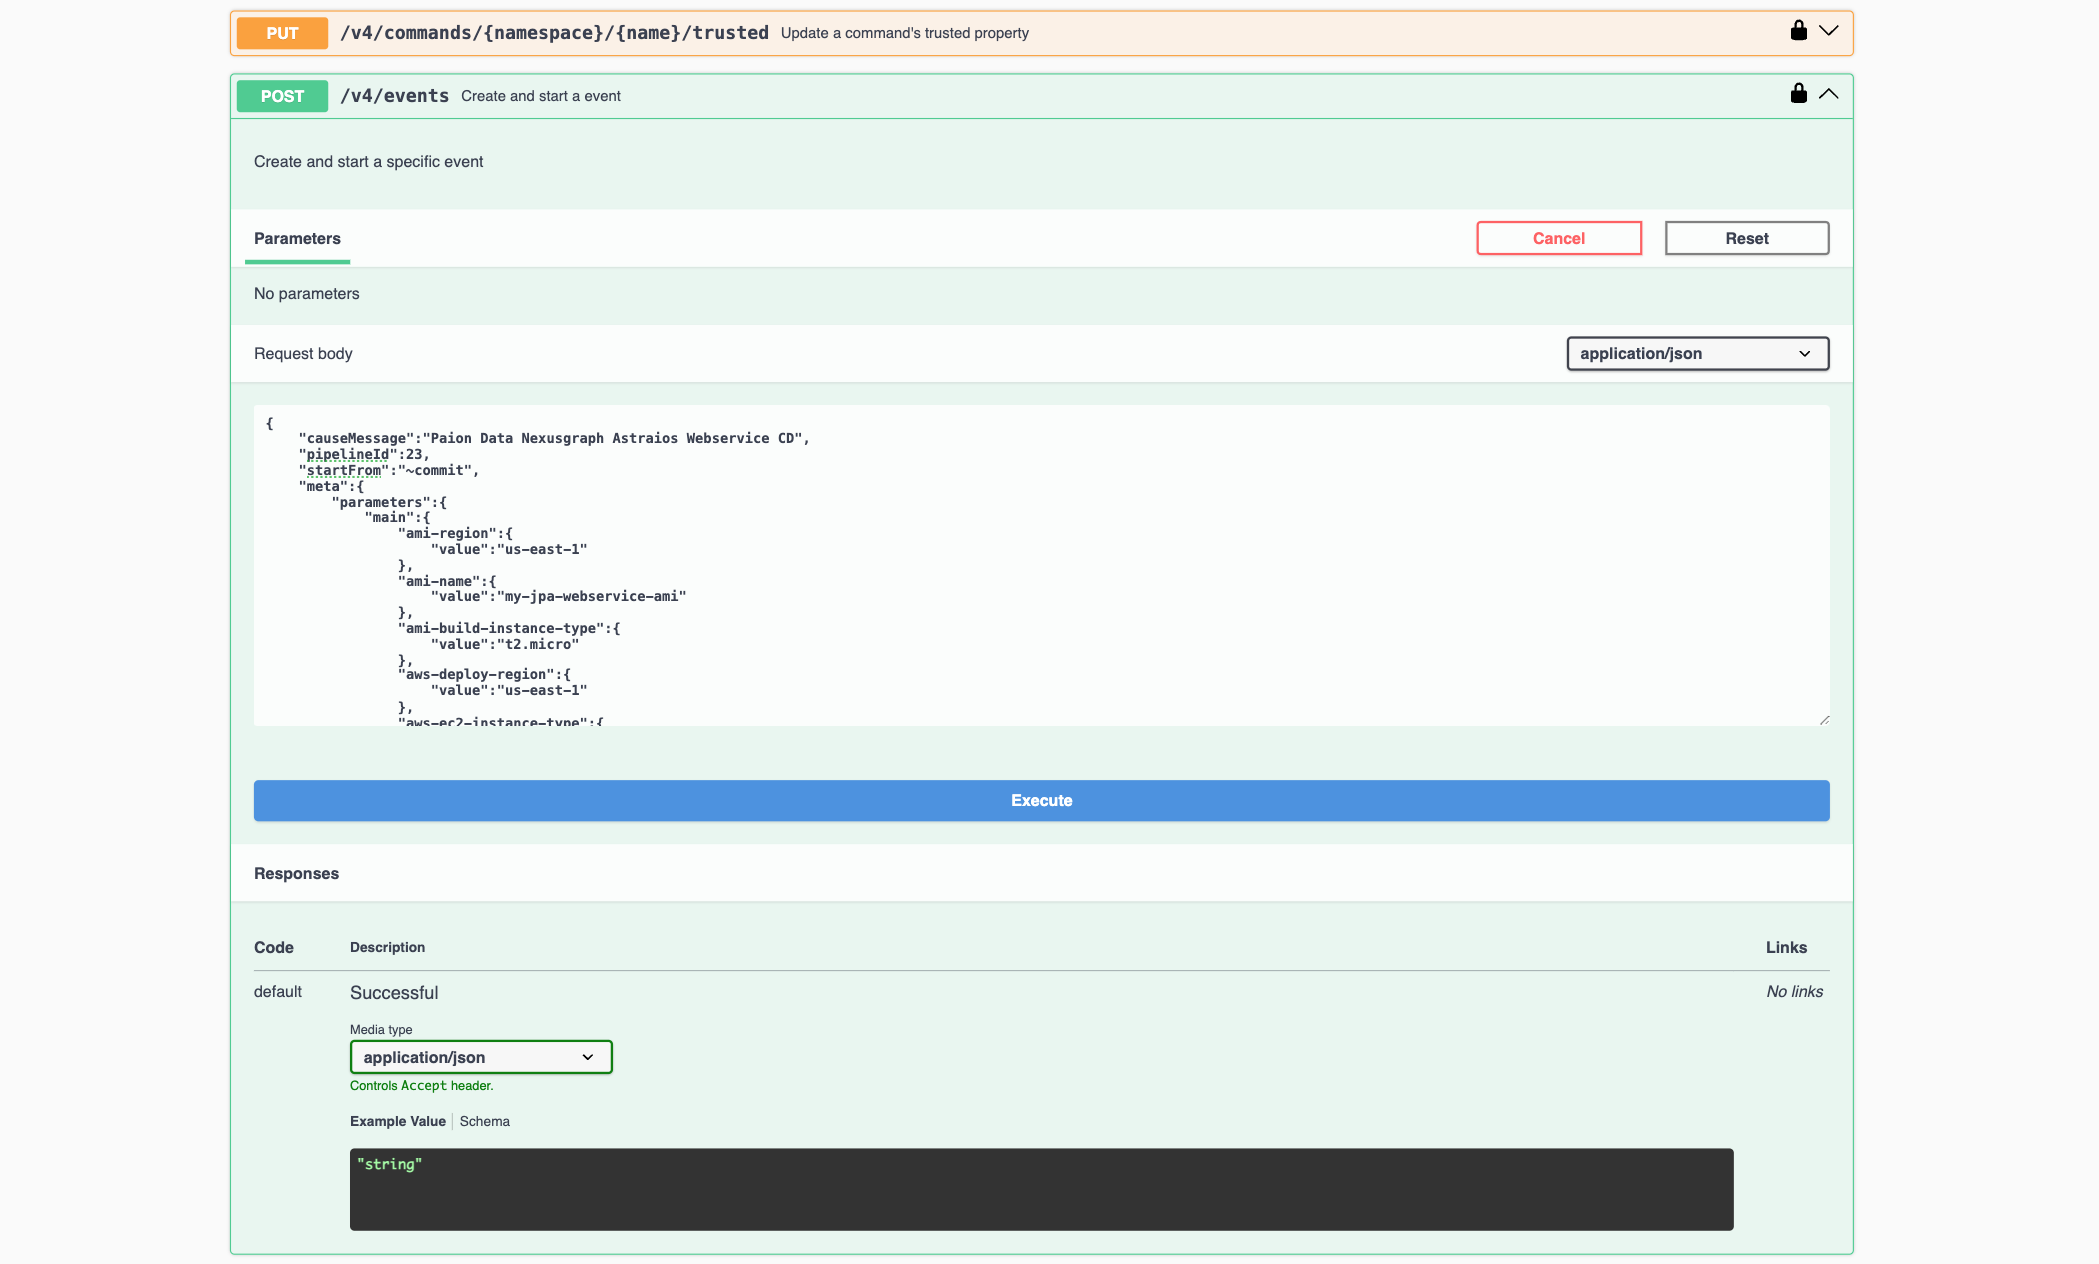 PUT /v4/commands/{namespace}/{name}/trusted Update a command's trusted property
POST /v4/events Create and start a event
Create and start a specific event
Parameters Cancel Reset
No parameters
Request body application/json
{
    "causeMessage":"Paion Data Nexusgraph Astraios Webservice CD",
    "pipelineId":23,
    "startFrom":"~commit",
    "meta":{
        "parameters":{
            "main":{
                "ami-region":{
                    "value":"us-east-1"
                },
                "ami-name":{
                    "value":"my-jpa-webservice-ami"
                },
                "ami-build-instance-type":{
                    "value":"t2.micro"
                },
                "aws-deploy-region":{
                    "value":"us-east-1"
                },
                "aws-ec2-instance-type":{
Execute
Responses
Code Description Links
default Successful No links
Media type
application/json
Controls Accept header.
Example Value Schema
"string"